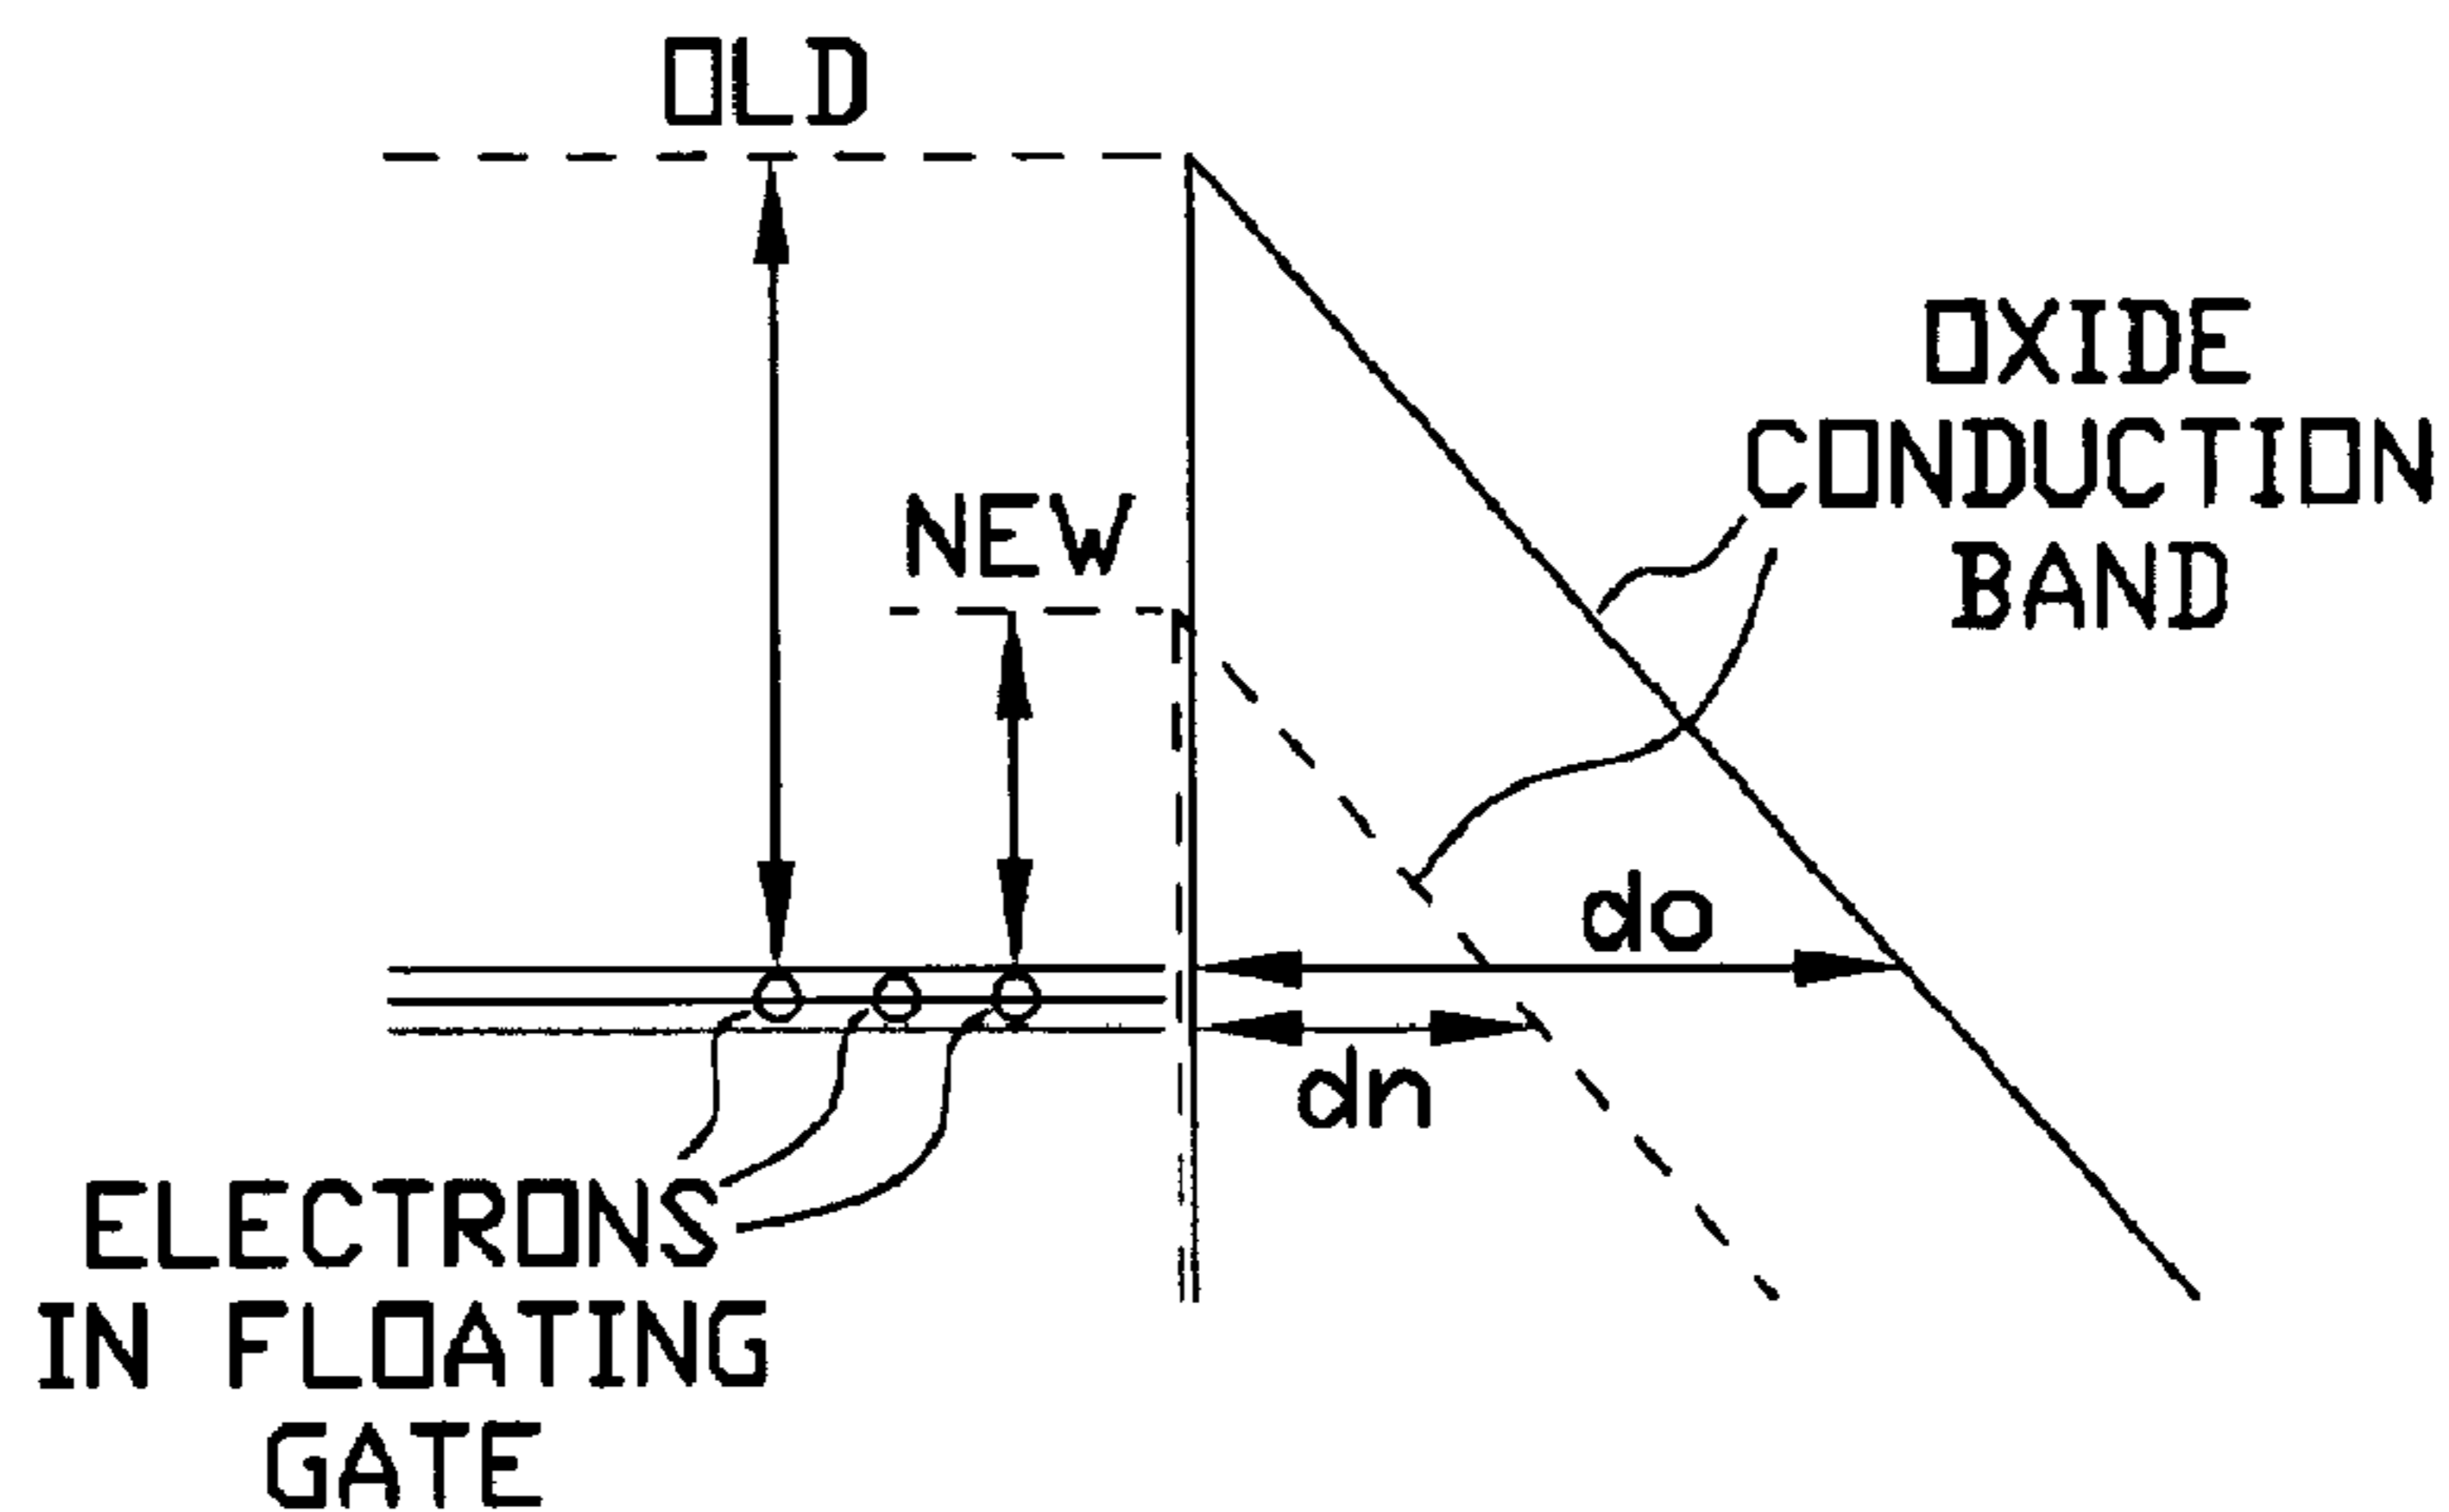 OLD
NEW
OXIDE
CONDUCTION
BAND
do
dn
ELECTRONS
IN FLOATING
GATE